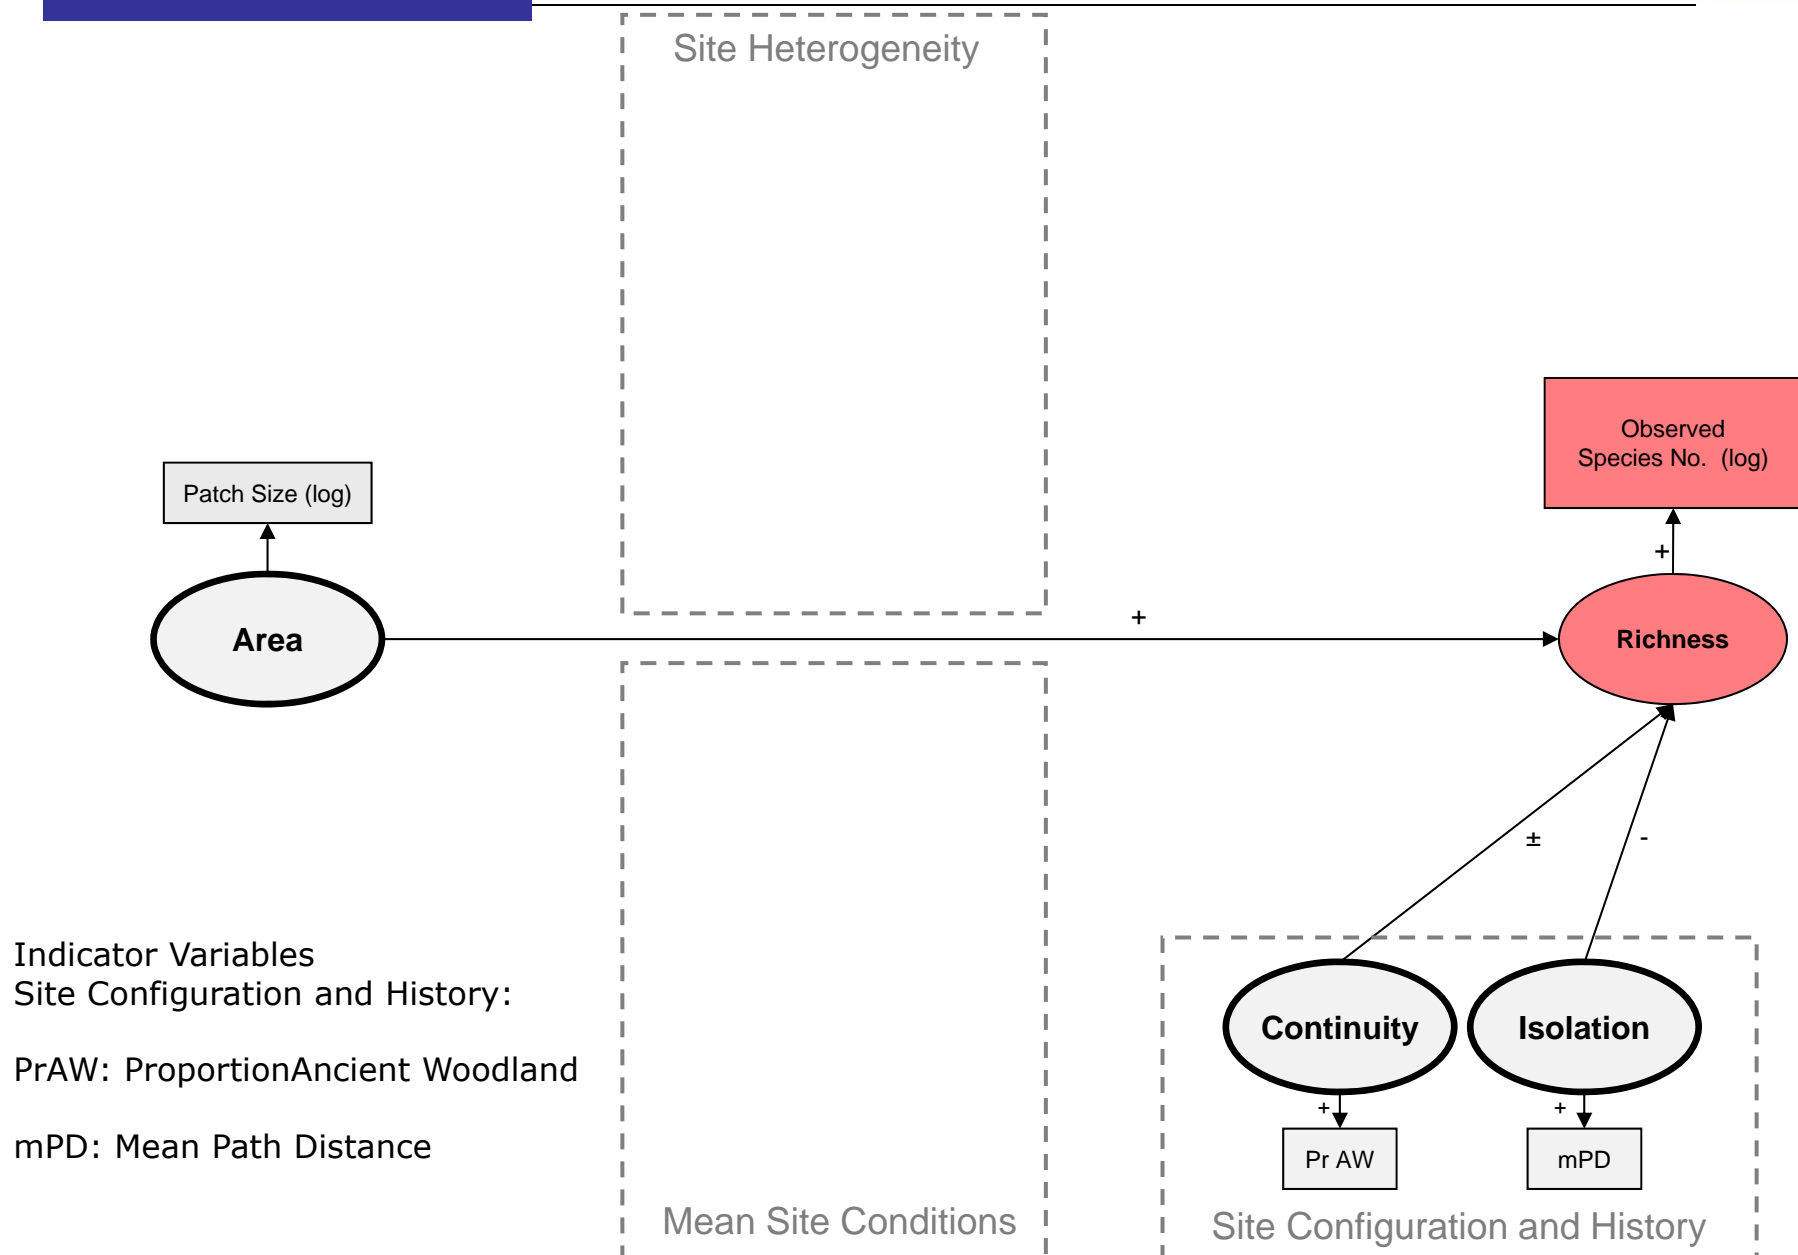 Site Heterogeneity
Observed
Species No. (log)
Patch Size (log)
+
+
Area
Richness
±
-
Indicator Variables
Site Configuration and History:
PrAW: ProportionAncient Woodland
mPD: Mean Path Distance
Continuity
Isolation
+
+
Pr AW
mPD
Mean Site Conditions
Site Configuration and History